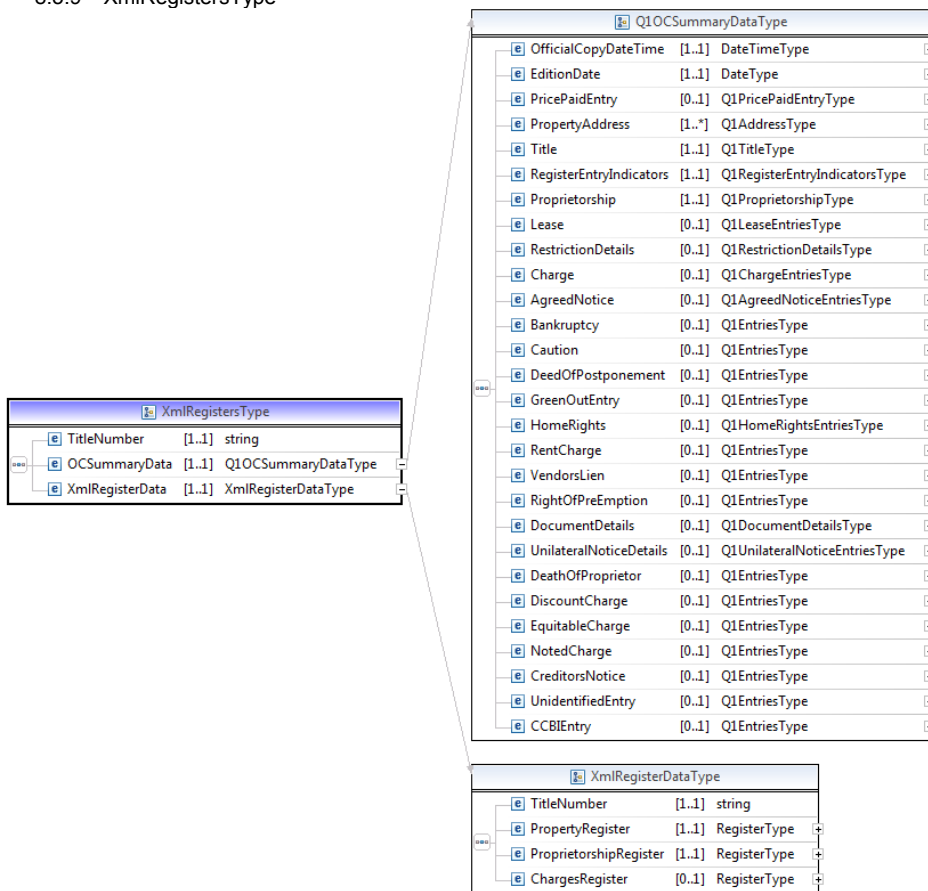 XmlRegistersType
Q1OCSummaryDataType
OfficialCopyDateTime [1..1] DateTimeType
EditionDate [1..1] DateType
PricePaidEntry [0..1] Q1PricePaidEntryType
PropertyAddress [1..*] Q1AddressType
Title [1..1] Q1TitleType
RegisterEntryIndicators [1..1] Q1RegisterEntryIndicatorsType
Proprietorship [1..1] Q1ProprietorshipType
Lease [0..1] Q1LeaseEntriesType
RestrictionDetails [0..1] Q1RestrictionDetailsType
Charge [0..1] Q1ChargeEntriesType
AgreedNotice [0..1] Q1AgreedNoticeEntriesType
Bankruptcy [0..1] Q1EntriesType
Caution [0..1] Q1EntriesType
DeedOfPostponement [0..1] Q1EntriesType
GreenOutEntry [0..1] Q1EntriesType
HomeRights [0..1] Q1HomeRightsEntriesType
RentCharge [0..1] Q1EntriesType
VendorsLien [0..1] Q1EntriesType
RightOfPreEmption [0..1] Q1EntriesType
DocumentDetails [0..1] Q1DocumentDetailsType
UnilateralNoticeDetails [0..1] Q1UnilateralNoticeEntriesType
DeathOfProprietor [0..1] Q1EntriesType
DiscountCharge [0..1] Q1EntriesType
EquitableCharge [0..1] Q1EntriesType
NotedCharge [0..1] Q1EntriesType
CreditorsNotice [0..1] Q1EntriesType
UnidentifiedEntry [0..1] Q1EntriesType
CCBIEntry [0..1] Q1EntriesType
XmlRegistersType
TitleNumber [1..1] string
OCSummaryData [1..1] Q1OCSummaryDataType
XmlRegisterData [1..1] XmlRegisterDataType
XmlRegisterDataType
TitleNumber [1..1] string
PropertyRegister [1..1] RegisterType
ProprietorshipRegister [1..1] RegisterType
ChargesRegister [0..1] RegisterType